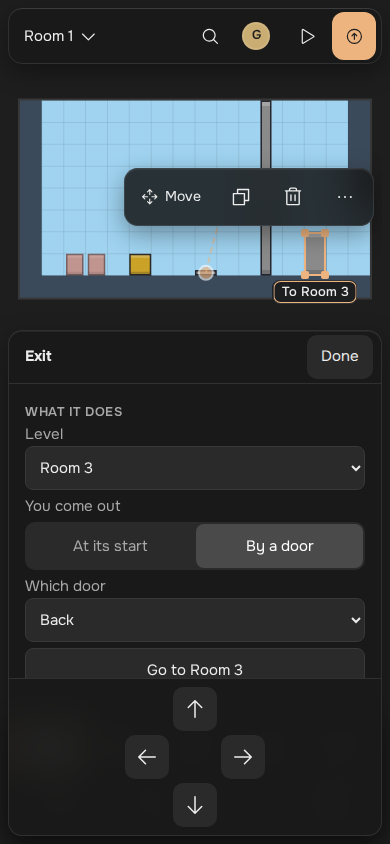 Room 1
G
Move
To Room 3
Exit
Done
WHAT IT DOES
Level
Room 3
You come out
At its start
By a door
Which door
Back
Go to Room 3